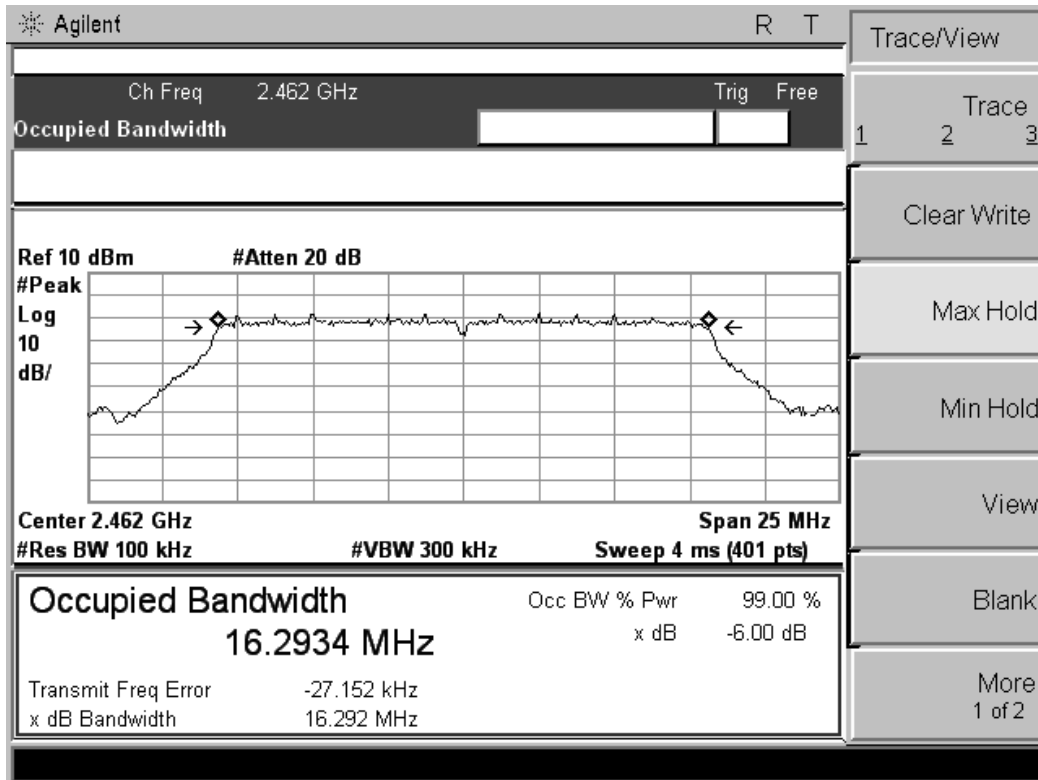 Agilent R T
Ch Freq 2.462 GHz Trig Free
Occupied Bandwidth
Ref 10 dBm #Atten 20 dB
#Peak
Log
10
dB/
Center 2.462 GHz Span 25 MHz
#Res BW 100 kHz #VBW 300 kHz Sweep 4 ms (401 pts)
Occupied Bandwidth
16.2934 MHz
Occ BW % Pwr 99.00 %
x dB -6.00 dB
Transmit Freq Error -27.152 kHz
x dB Bandwidth 16.292 MHz
Trace/View
Trace
1 2 3
Clear Write
Max Hold
Min Hold
View
Blank
More
1 of 2